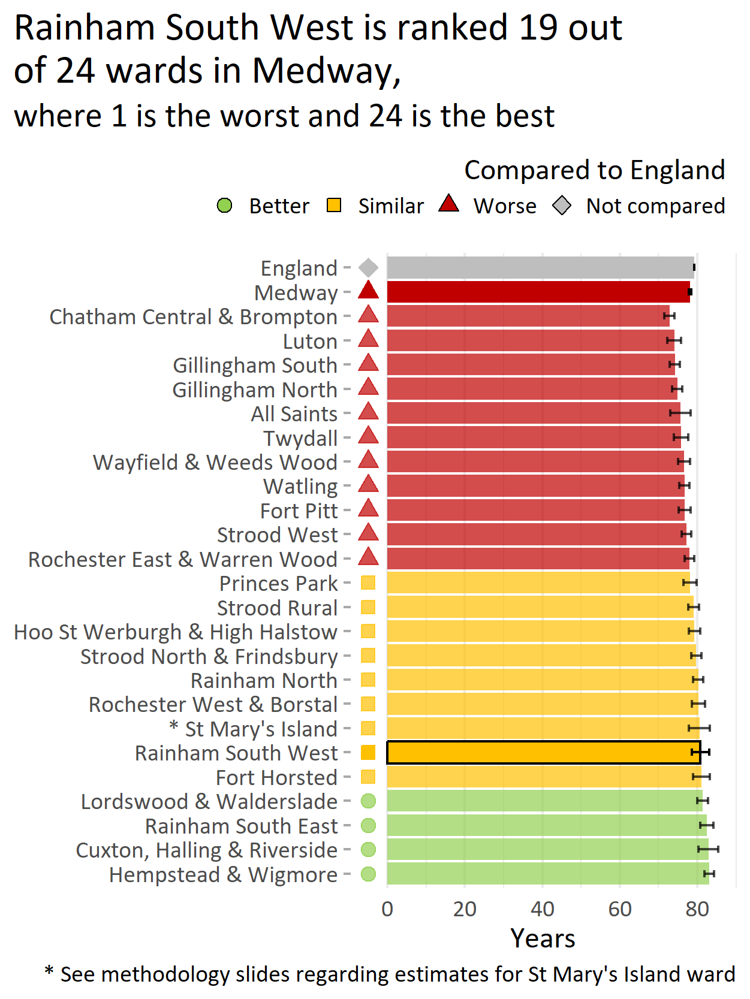 Rainham South West is ranked 19 out
of 24 wards in Medway,
where 1 is the worst and 24 is the best
Compared to England
Better Similar Worse Not compared
England
Medway
Chatham Central & Brompton
Luton
Gillingham South
Gillingham North
All Saints
Twydall
Wayfield & Weeds Wood
Watling
Fort Pitt
Strood West
Rochester East & Warren Wood
Princes Park
Strood Rural
Hoo St Werburgh & High Halstow
Strood North & Frindsbury
Rainham North
Rochester West & Borstal
* St Mary's Island
Rainham South West
Fort Horsted
Lordswood & Walderslade
Rainham South East
Cuxton, Halling & Riverside
Hempstead & Wigmore
0 20 40 60 80
Years
* See methodology slides regarding estimates for St Mary's Island ward